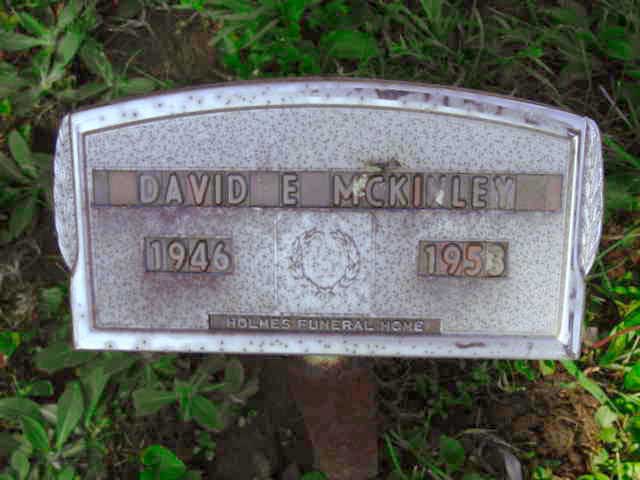 DAVID E MCKINLEY
1946 1953
HOLMES FUNERAL HOME